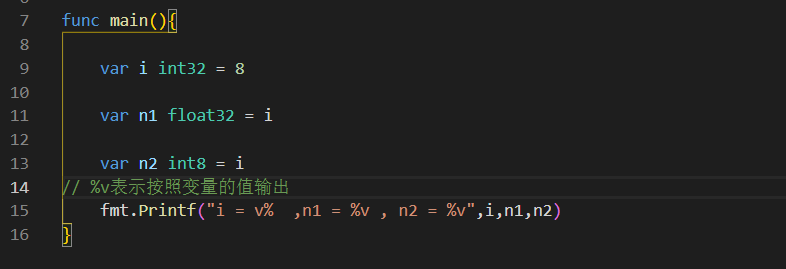 7 func main(){
8
9 var i int32 = 8
10
11 var n1 float32 = i
12
13 var n2 int8 = i
14 // %v表示按照变量的值输出
15 fmt.Printf("i = v%  ,n1 = %v , n2 = %v",i,n1,n2)
16 }